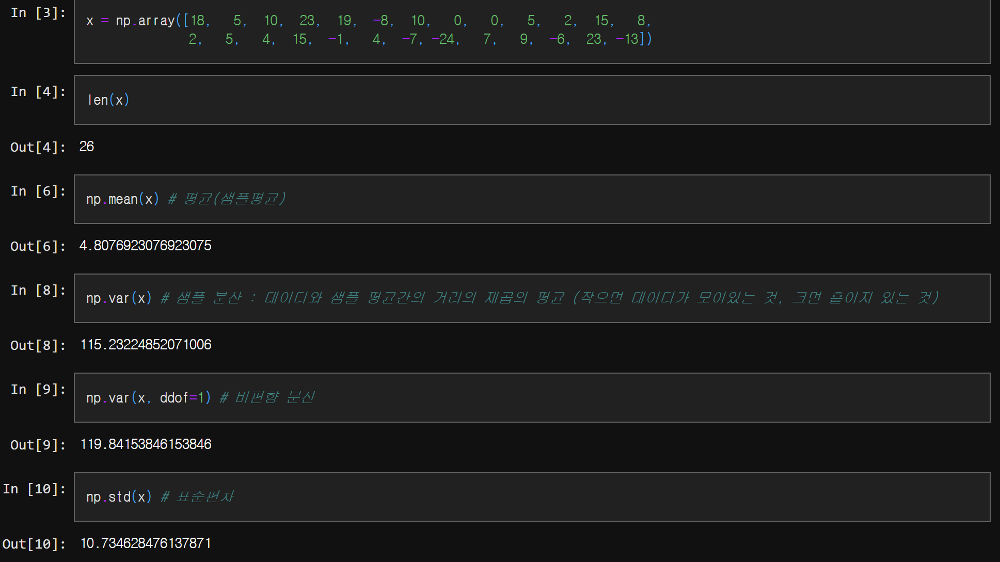 In [3]:
x = np.array([18, 5, 10, 23, 19, -8, 10, 0, 0, 5, 2, 15, 8,
2, 5, 4, 15, -1, 4, -7, -24, 7, 9, -6, 23, -13])
In [4]:
len(x)
Out[4]: 26
In [6]:
np.mean(x) # 평균(샘플평균)
Out[6]: 4.8076923076923075
In [8]:
np.var(x) # 샘플 분산 : 데이터와 샘플 평균간의 거리의 제곱의 평균 (작으면 데이터가 모여있는 것, 크면 흩어져 있는 것)
Out[8]: 115.23224852071006
In [9]:
np.var(x, ddof=1) # 비편향 분산
Out[9]: 119.84153846153846
In [10]:
np.std(x) # 표준편차
Out[10]: 10.734628476137871